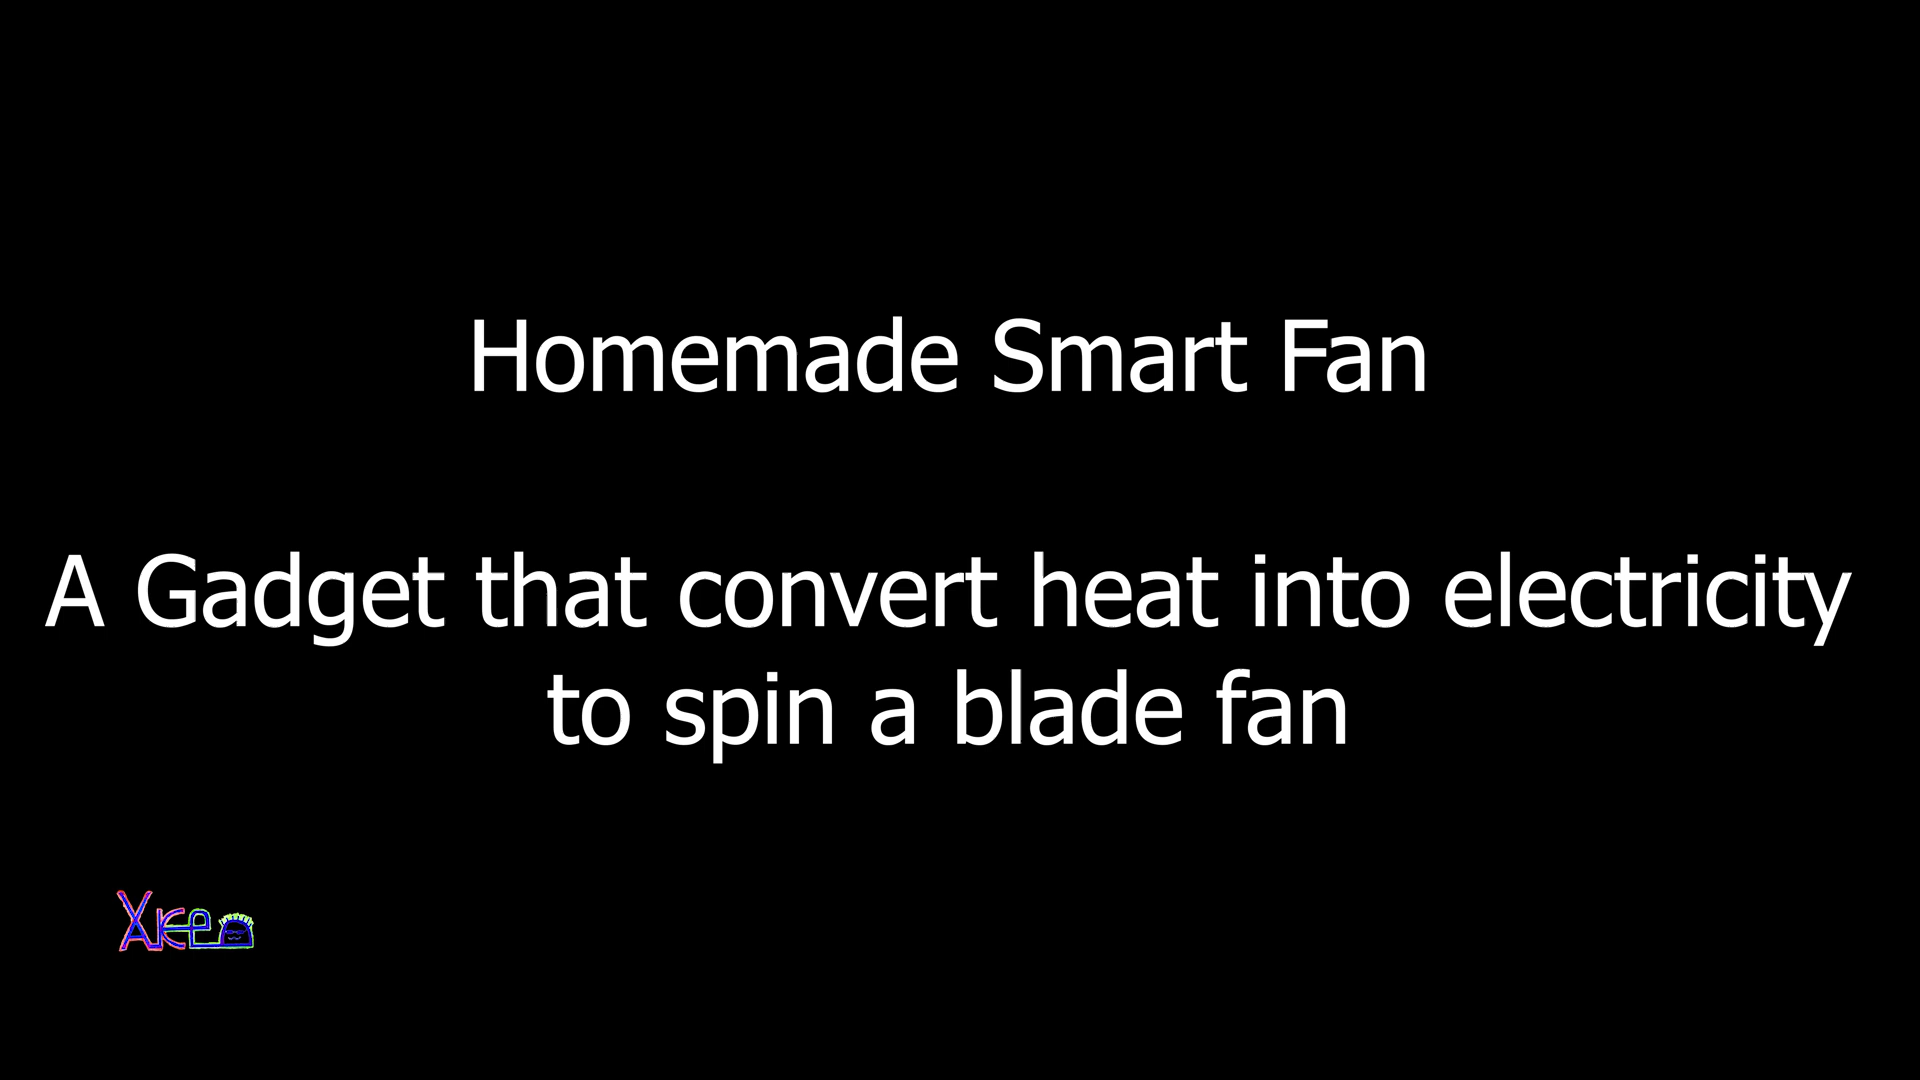 Homemade Smart Fan
A Gadget that convert heat into electricity
to spin a blade fan